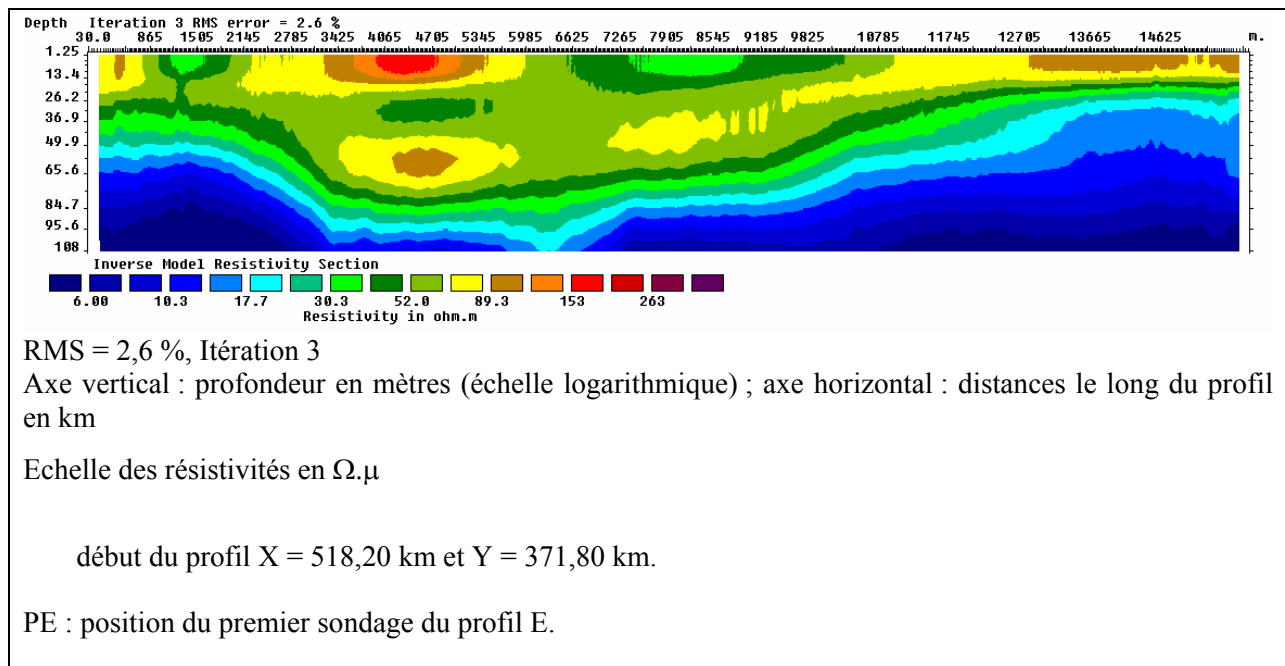 Depth Iteration 3 RMS error = 2.6 %
30.0 865 1505 2145 2785 3425 4065 4705 5345 5985 6625 7265 7905 8545 9185 9825 10785 11745 12705 13665 14625 m.
1.25
13.4
26.2
36.9
49.9
65.6
84.7
95.6
108
Inverse Model Resistivity Section
6.00 10.3 17.7 30.3 52.0 89.3 153 263
Resistivity in ohm.m
RMS = 2,6 %, Itération 3
Axe vertical : profondeur en mètres (échelle logarithmique) ; axe horizontal : distances le long du profil
en km
Echelle des résistivités en Ω.μ
début du profil X = 518,20 km et Y = 371,80 km.
PE : position du premier sondage du profil E.